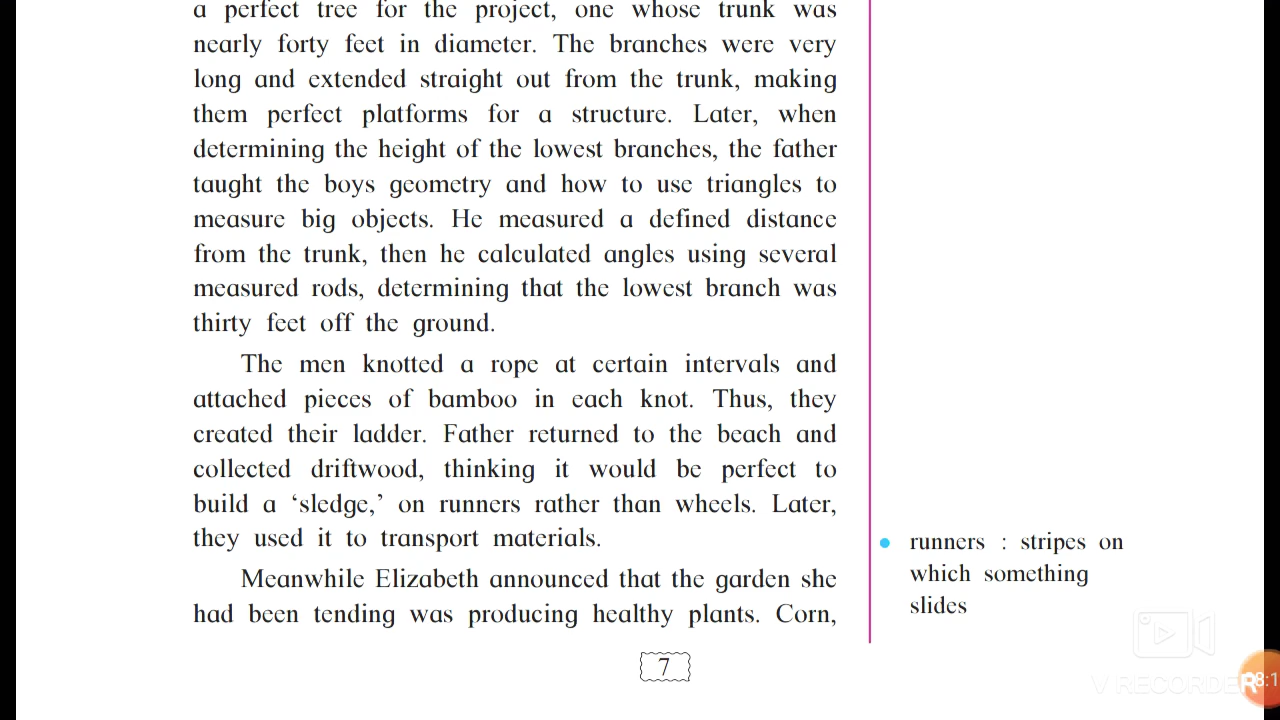 a perfect tree for the project, one whose trunk was
nearly forty feet in diameter. The branches were very
long and extended straight out from the trunk, making
them perfect platforms for a structure. Later, when
determining the height of the lowest branches, the father
taught the boys geometry and how to use triangles to
measure big objects. He measured a defined distance
from the trunk, then he calculated angles using several
measured rods, determining that the lowest branch was
thirty feet off the ground.
The men knotted a rope at certain intervals and
attached pieces of bamboo in each knot. Thus, they
created their ladder. Father returned to the beach and
collected driftwood, thinking it would be perfect to
build a ‘sledge,’ on runners rather than wheels. Later,
they used it to transport materials.
Meanwhile Elizabeth announced that the garden she
had been tending was producing healthy plants. Corn,
runners : stripes on
which something
slides
7
V RECORDER
8:1